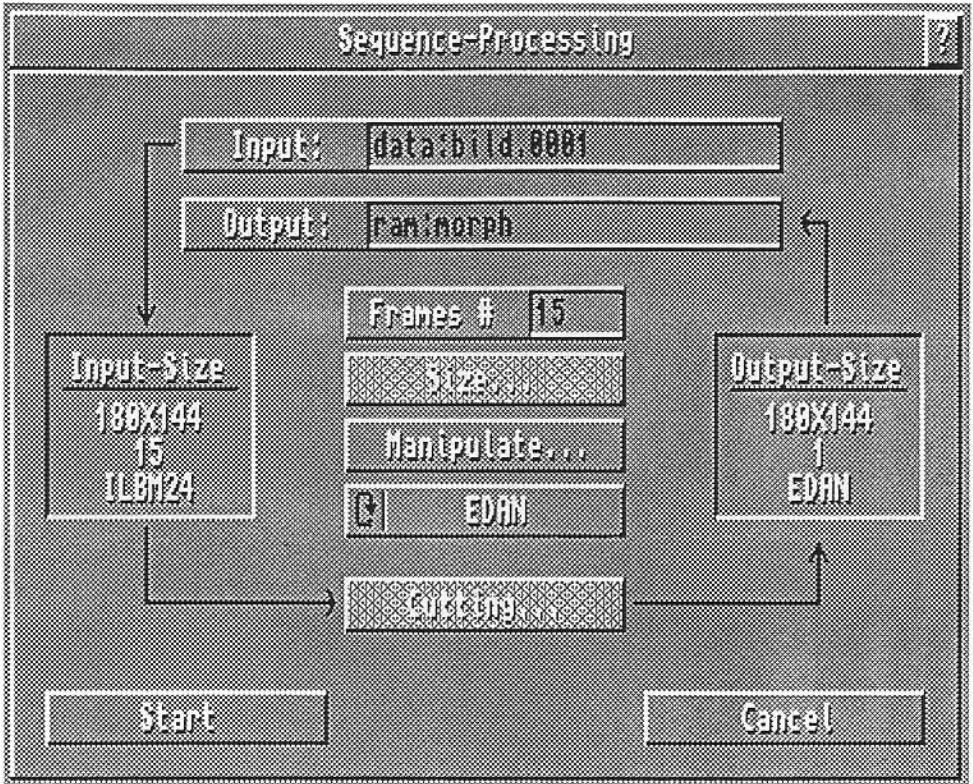 Sequence-Processing
?
Input: data:bild.0001
Output: ram:morph
Frames # 15
Input-Size
180X144
15
ILBM24
Size...
Manipulate...
EDAN
Output-Size
180X144
1
EDAN
Cutting...
Start
Cancel